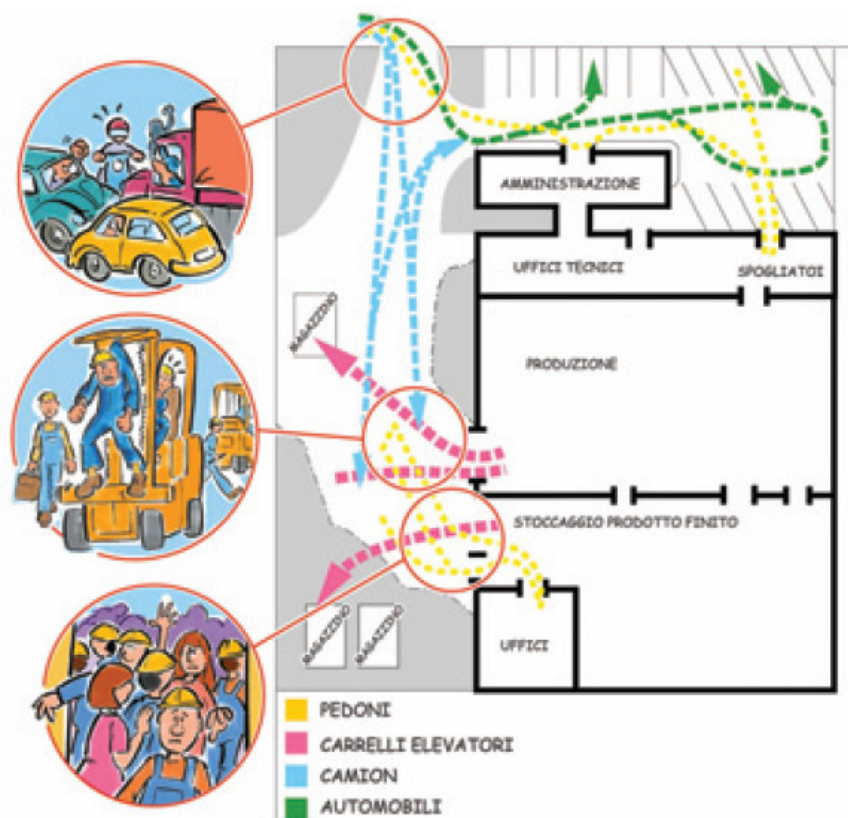 AMMINISTRAZIONE
UFFICI TECNICI
SPOGLIATOI
MAGAZZINO
PRODUZIONE
STOCCAGGIO PRODOTTO FINITO
MAGAZZINO
MAGAZZINO
UFFICI
PEDONI
CARRELLI ELEVATORI
CAMION
AUTOMOBILI